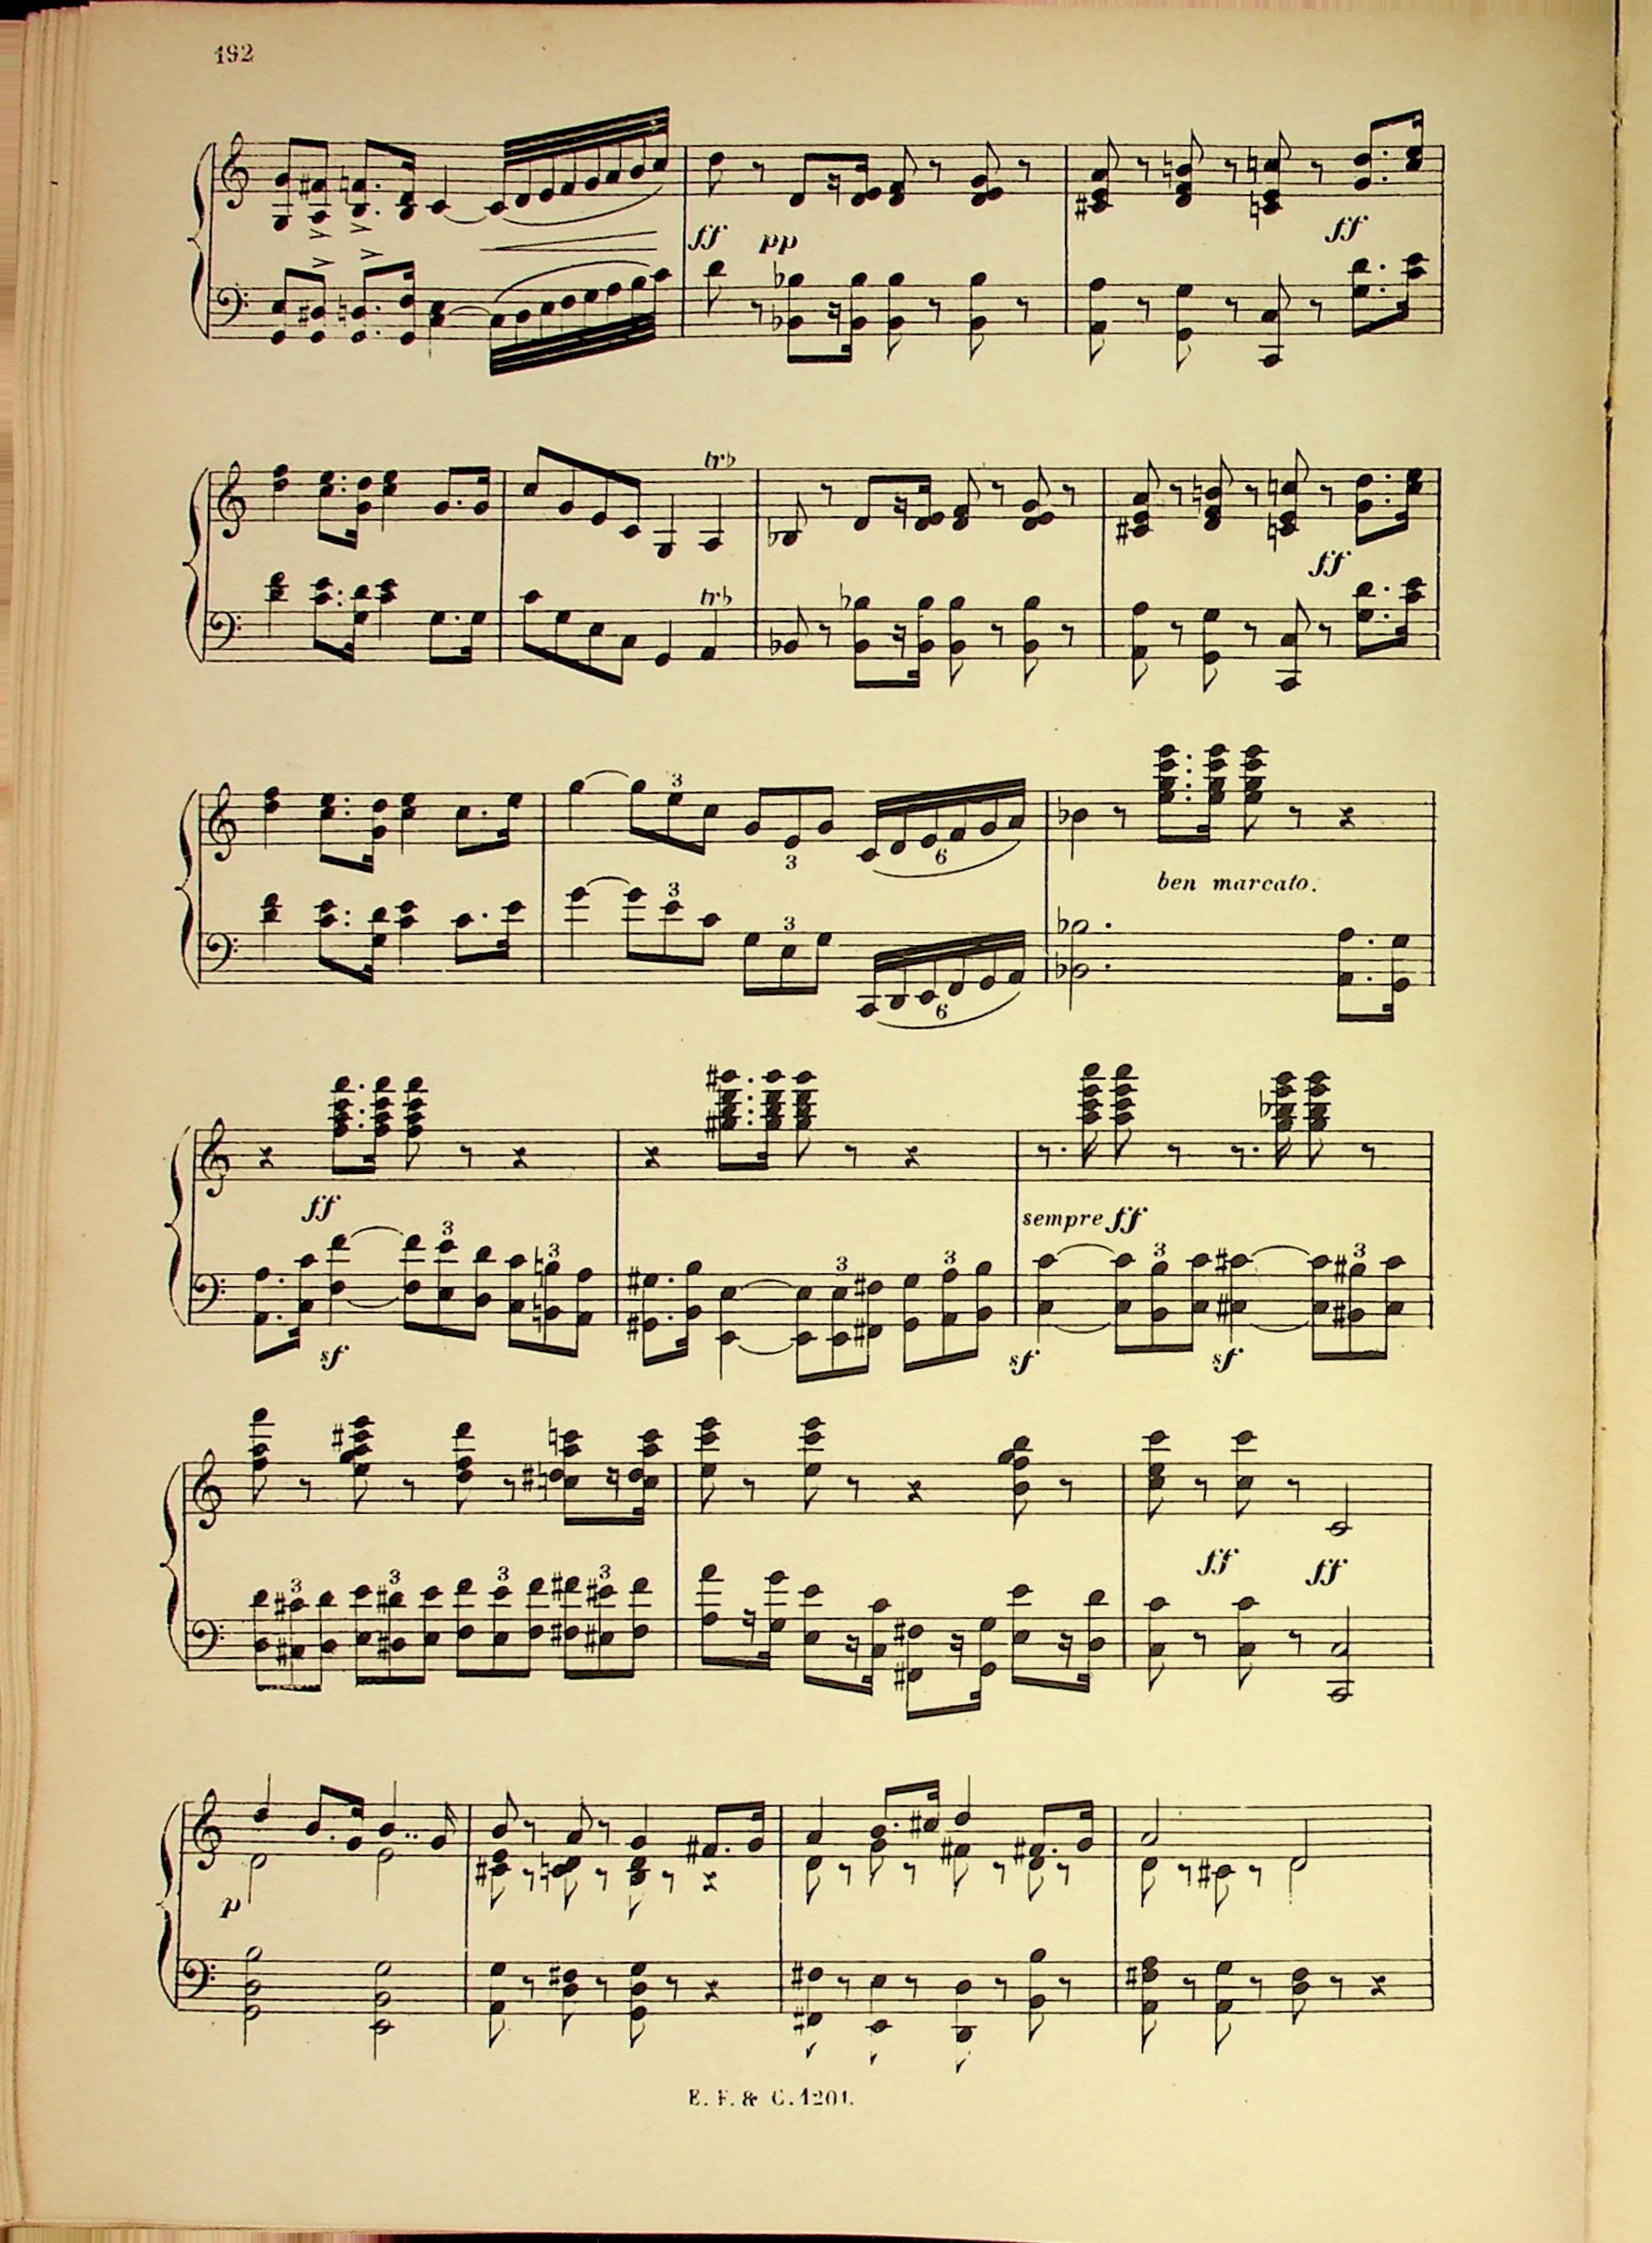 192
ff pp ff
tr♭
tr♭
ff
3
3 6
ben marcato.
3 3
6
ff
sempre ff
3 3 3 3 3 3
sf sf sf
ff ff
3 3 3 3
p
E. F. & C. 1201.